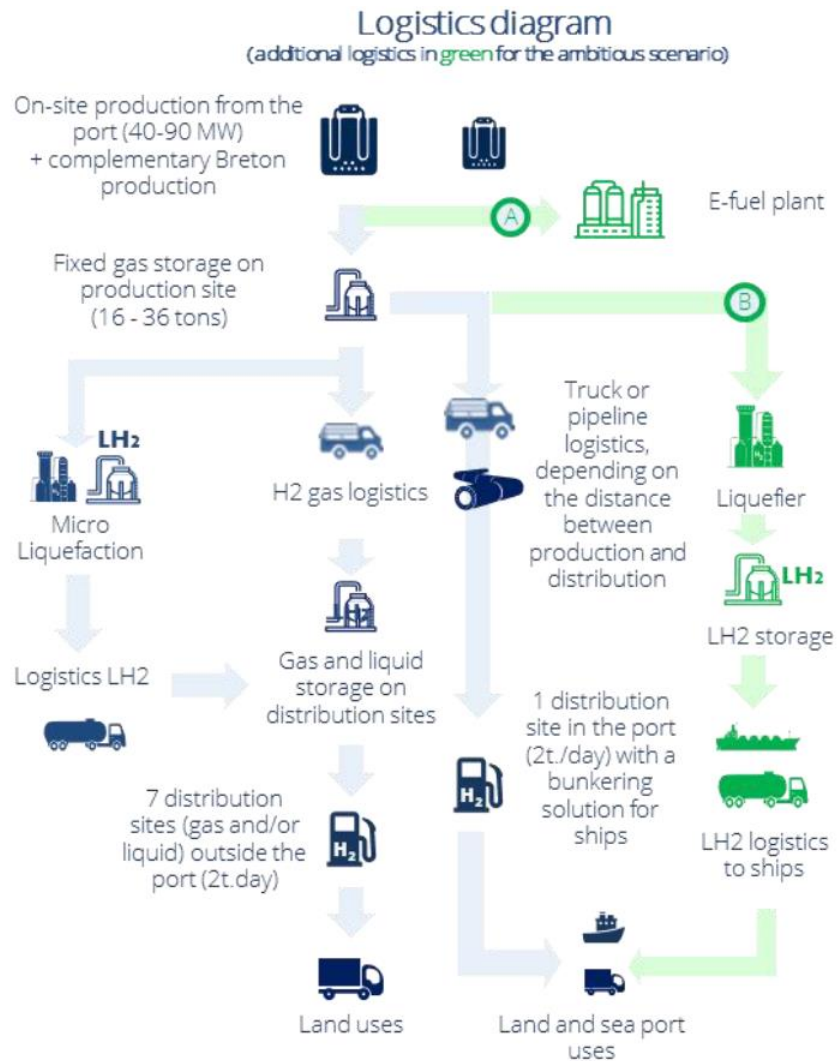 Logistics diagram
(additional logistics in green for the ambitious scenario)
On-site production from the
port (40-90 MW)
+ complementary Breton
production
A
E-fuel plant
Fixed gas storage on
production site
(16 - 36 tons)
B
LH2
Micro
Liquefaction
H2 gas logistics
Truck or
pipeline
logistics,
depending on
the distance
between
production and
distribution
Liquefier
LH2
LH2 storage
Logistics LH2
Gas and liquid
storage on
distribution sites
1 distribution
site in the port
(2t./day) with a
bunkering
solution for
ships
H2
7 distribution
sites (gas and/or
liquid) outside the
port (2t.day)
H2
LH2 logistics
to ships
Land uses
Land and sea port
uses